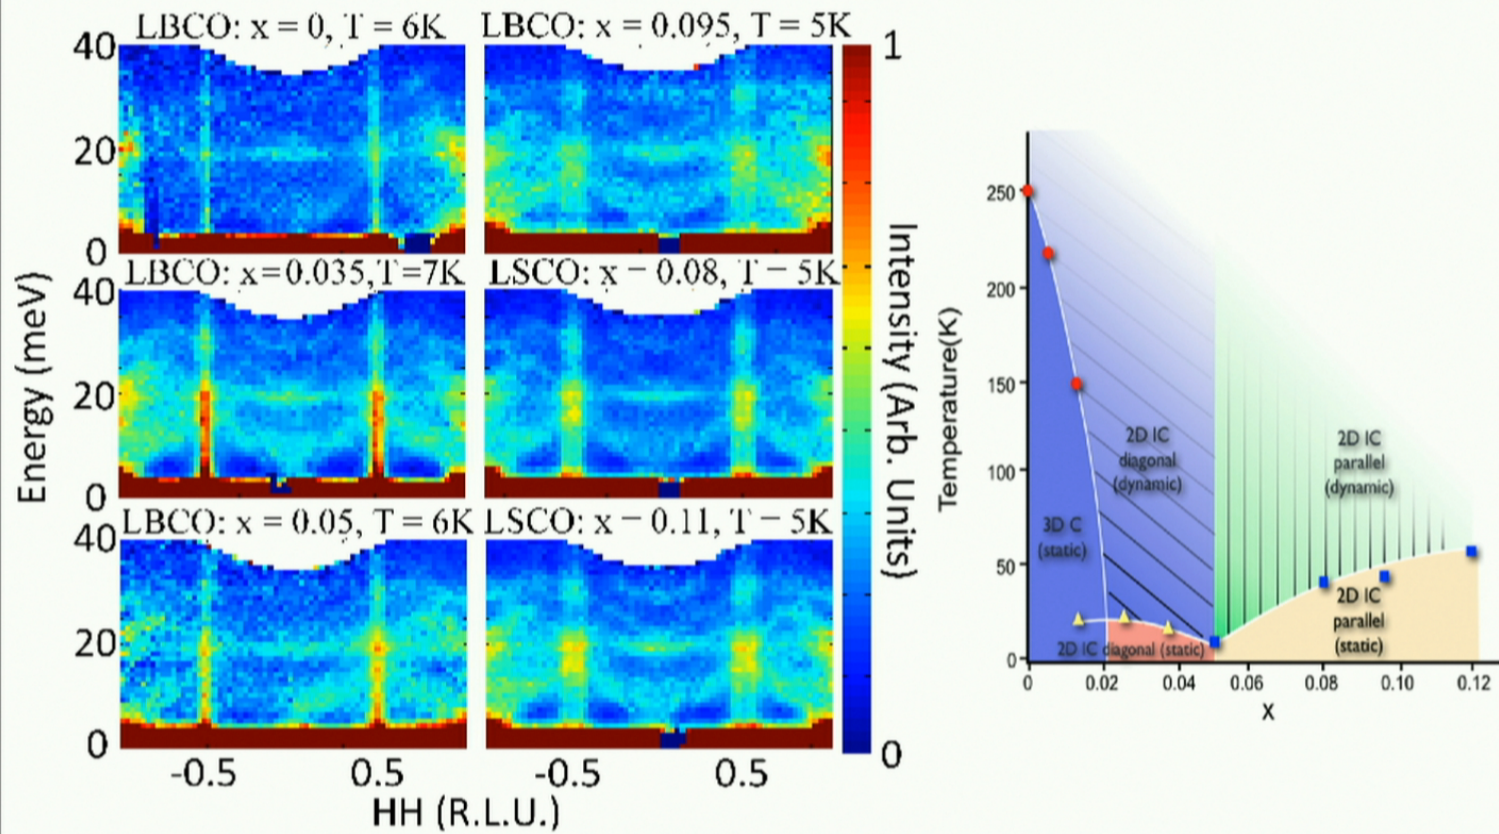 LBCO: x = 0, T = 6K
LBCO: x = 0.095, T = 5K
40
20
0
LBCO: x=0.035,T=7K
LSCO: x − 0.08, T − 5K
40
20
0
LBCO: x = 0.05, T = 6K
LSCO: x − 0.11, T − 5K
40
20
0
-0.5
0.5
-0.5
0.5
HH (R.L.U.)
Energy (meV)
1
0
Intensity (Arb. Units)
Temperature(K)
250
200
150
100
50
0
0
0.02
0.04
0.06
0.08
0.10
0.12
X
2D IC
diagonal
(dynamic)
2D IC
parallel
(dynamic)
3D C
(static)
2D IC
parallel
(static)
2D IC diagonal (static)